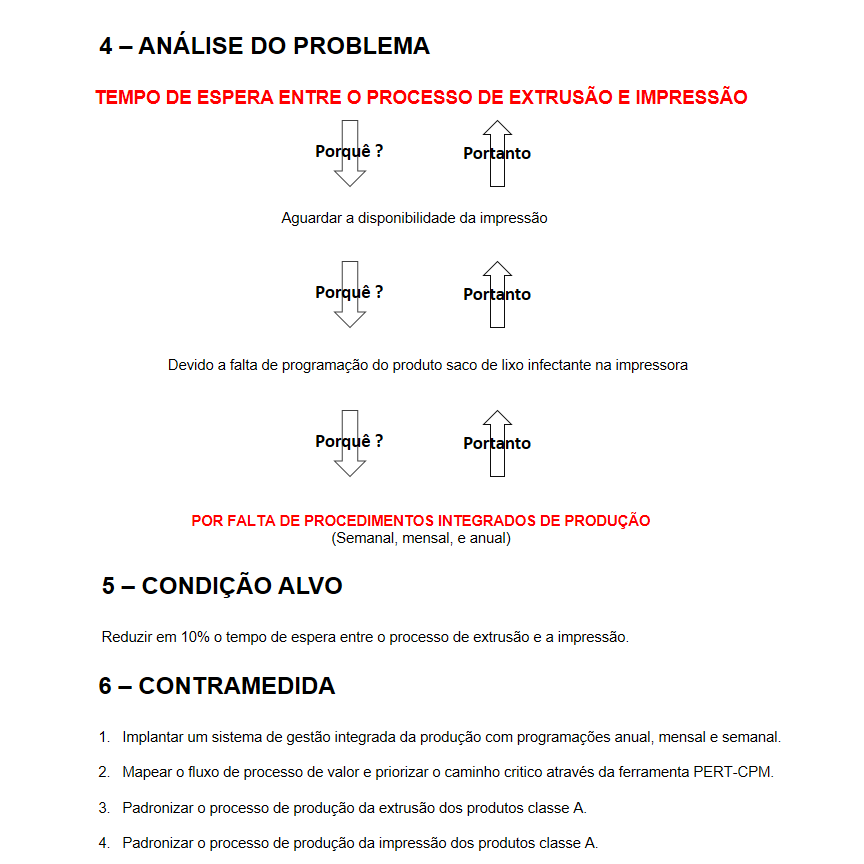 4 – ANÁLISE DO PROBLEMA
TEMPO DE ESPERA ENTRE O PROCESSO DE EXTRUSÃO E IMPRESSÃO
Porquê ? Portanto
Aguardar a disponibilidade da impressão
Porquê ? Portanto
Devido a falta de programação do produto saco de lixo infectante na impressora
Porquê ? Portanto
POR FALTA DE PROCEDIMENTOS INTEGRADOS DE PRODUÇÃO
(Semanal, mensal, e anual)
5 – CONDIÇÃO ALVO
Reduzir em 10% o tempo de espera entre o processo de extrusão e a impressão.
6 – CONTRAMEDIDA
1. Implantar um sistema de gestão integrada da produção com programações anual, mensal e semanal.
2. Mapear o fluxo de processo de valor e priorizar o caminho critico através da ferramenta PERT-CPM.
3. Padronizar o processo de produção da extrusão dos produtos classe A.
4. Padronizar o processo de produção da impressão dos produtos classe A.